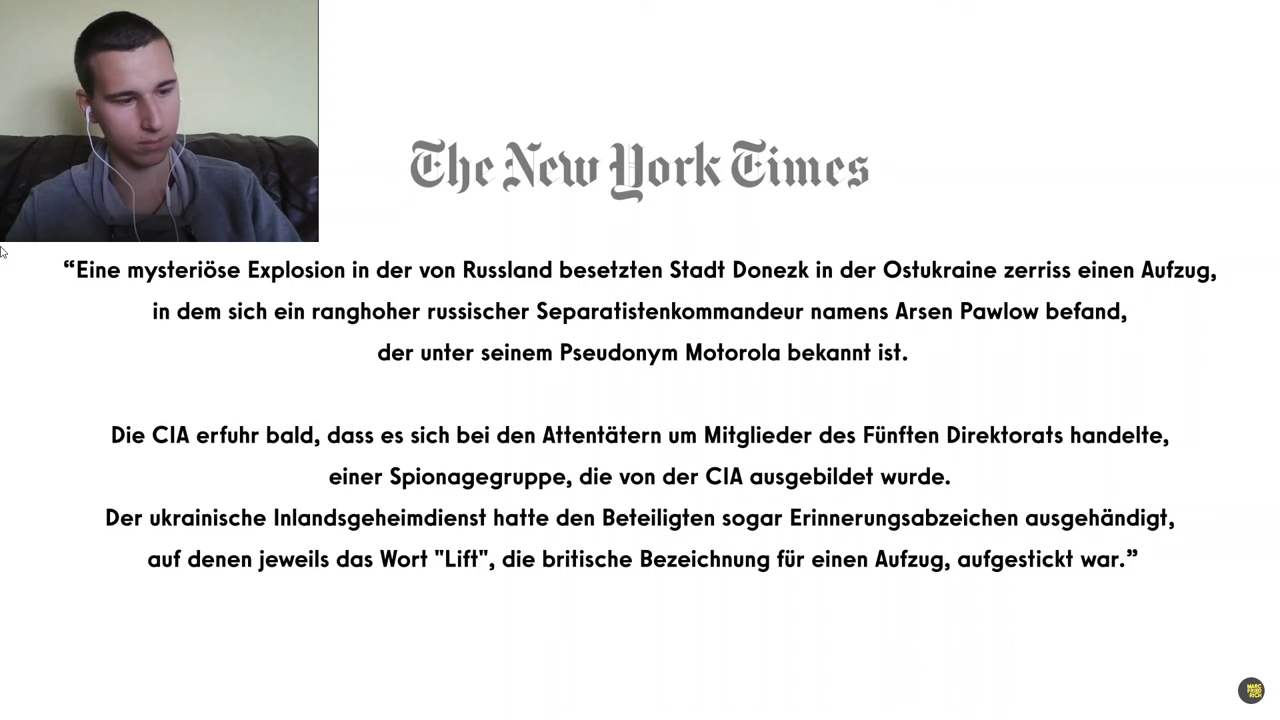 The New York Times
“Eine mysteriöse Explosion in der von Russland besetzten Stadt Donezk in der Ostukraine zerriss einen Aufzug,
in dem sich ein ranghoher russischer Separatistenkommandeur namens Arsen Pawlow befand,
der unter seinem Pseudonym Motorola bekannt ist.
Die CIA erfuhr bald, dass es sich bei den Attentätern um Mitglieder des Fünften Direktorats handelte,
einer Spionagegruppe, die von der CIA ausgebildet wurde.
Der ukrainische Inlandsgeheimdienst hatte den Beteiligten sogar Erinnerungsabzeichen ausgehändigt,
auf denen jeweils das Wort "Lift", die britische Bezeichnung für einen Aufzug, aufgestickt war.”
MARC
FRIED
RICH